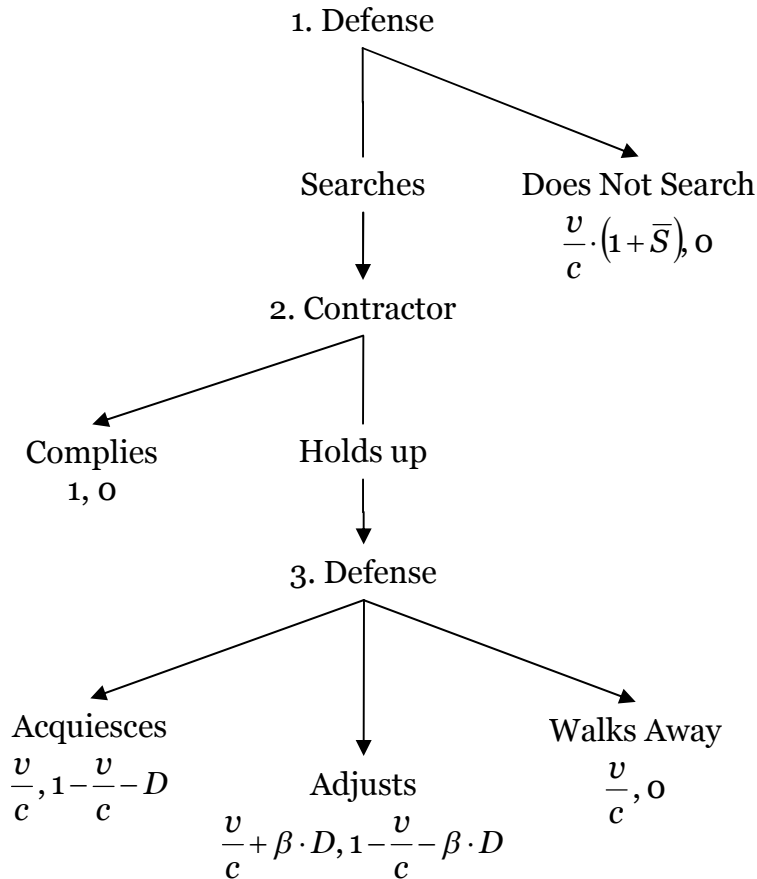 1. Defense
Searches
Does Not Search
v/c · (1 + S̅), 0
2. Contractor
Complies
1, 0
Holds up
3. Defense
Acquiesces
v/c, 1 − v/c − D
Adjusts
v/c + β · D, 1 − v/c − β · D
Walks Away
v/c, 0